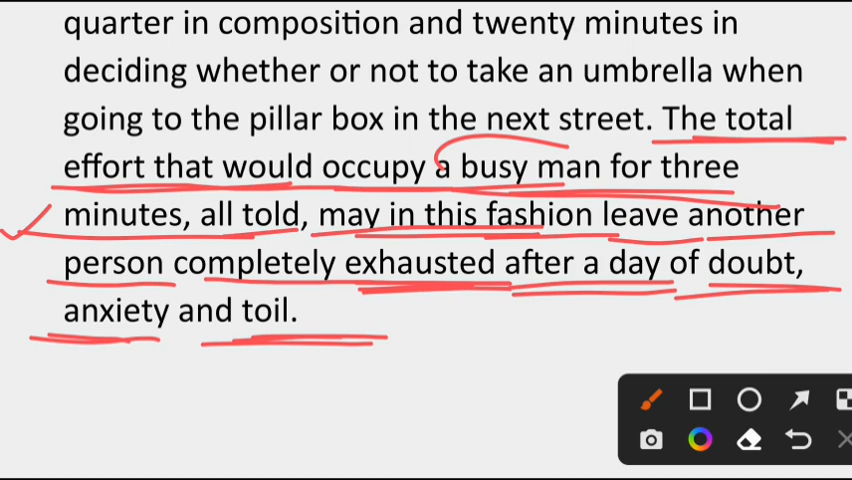 quarter in composition and twenty minutes in
deciding whether or not to take an umbrella when
going to the pillar box in the next street. The total
effort that would occupy a busy man for three
minutes, all told, may in this fashion leave another
person completely exhausted after a day of doubt,
anxiety and toil.